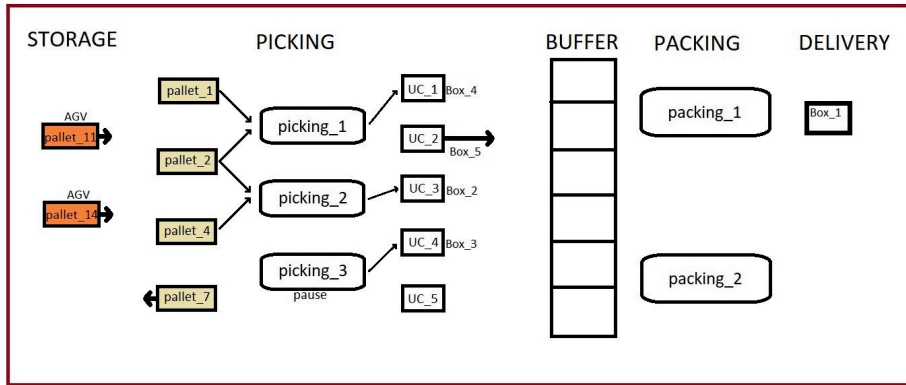 STORAGE
PICKING
BUFFER
PACKING
DELIVERY
AGV
pallet_11
AGV
pallet_14
pallet_1
pallet_2
pallet_4
pallet_7
picking_1
picking_2
picking_3
pause
UC_1 Box_4
UC_2
Box_5
UC_3 Box_2
UC_4 Box_3
UC_5
packing_1
packing_2
Box_1